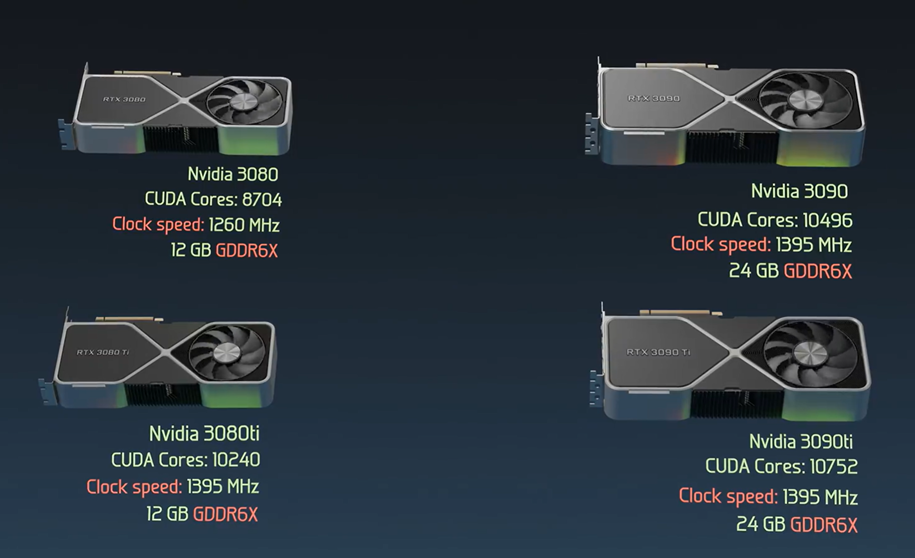 RTX 3080
Nvidia 3080
CUDA Cores: 8704
Clock speed: 1260 MHz
12 GB GDDR6X
RTX 3090
Nvidia 3090
CUDA Cores: 10496
Clock speed: 1395 MHz
24 GB GDDR6X
RTX 3080 Ti
Nvidia 3080ti
CUDA Cores: 10240
Clock speed: 1395 MHz
12 GB GDDR6X
RTX 3090 Ti
Nvidia 3090ti
CUDA Cores: 10752
Clock speed: 1395 MHz
24 GB GDDR6X